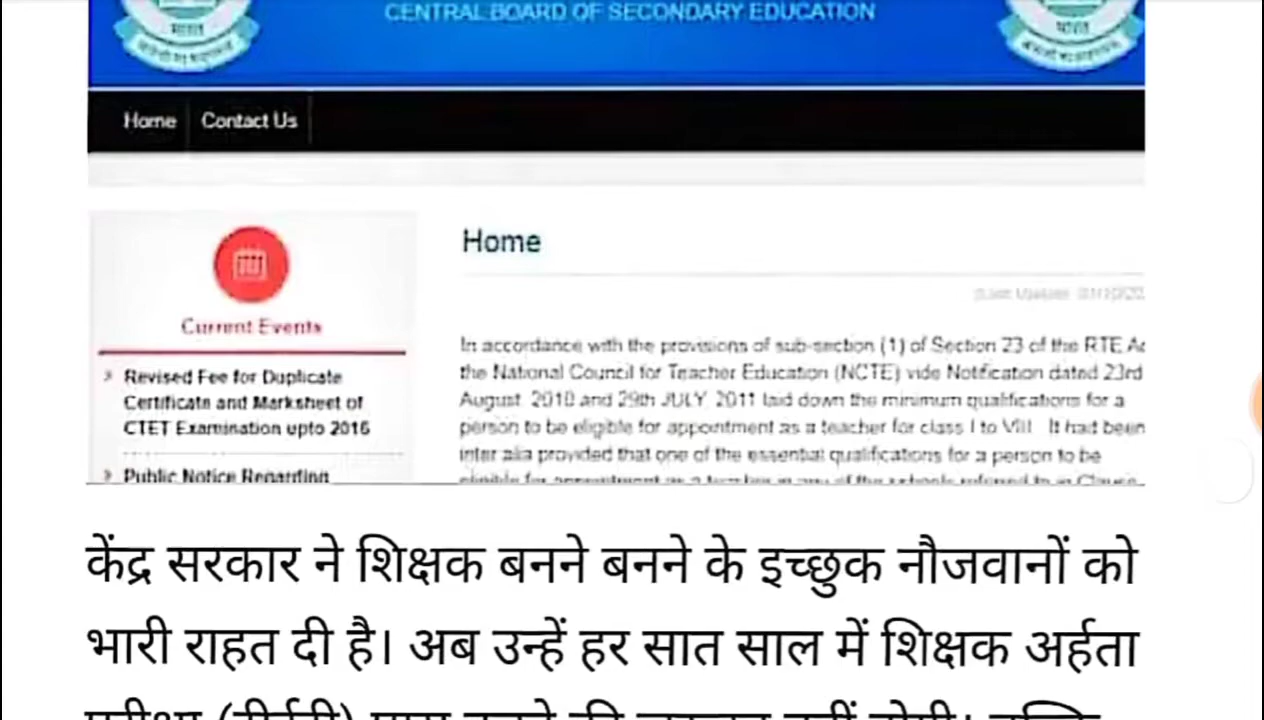 CENTRAL BOARD OF SECONDARY EDUCATION
भारत
भारत
Home
Contact Us
Home
Current Events
Revised Fee for Duplicate
Certificate and Marksheet of
CTET Examination upto 2016
Public Notice Regarding
In accordance with the provisions of sub-section (1) of Section 23 of the RTE
the National Council for Teacher Education (NCTE) vide Notification dated 23rd
August, 2010 and 29th JULY, 2011 laid down the minimum qualifications for a
person to be eligible for appointment as a teacher for class I to VIII. It had been
inter alia provided that one of the essential qualifications for a person to be
केंद्र सरकार ने शिक्षक बनने बनने के इच्छुक नौजवानों को
भारी राहत दी है। अब उन्हें हर सात साल में शिक्षक अर्हता